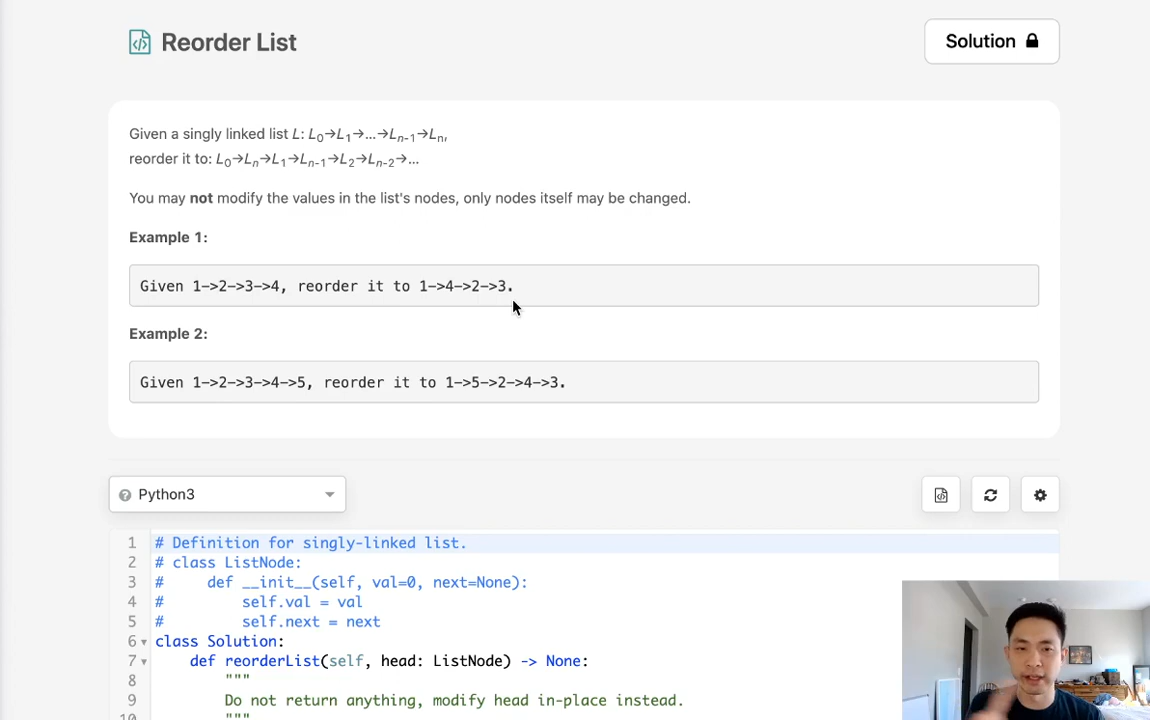 Reorder List
Solution
Given a singly linked list L: L0→L1→...→Ln-1→Ln,
reorder it to: L0→Ln→L1→Ln-1→L2→Ln-2→...
You may not modify the values in the list's nodes, only nodes itself may be changed.
Example 1:
Given 1->2->3->4, reorder it to 1->4->2->3.
Example 2:
Given 1->2->3->4->5, reorder it to 1->5->2->4->3.
Python3
1 # Definition for singly-linked list.
2 # class ListNode:
3 #     def __init__(self, val=0, next=None):
4 #         self.val = val
5 #         self.next = next
6 class Solution:
7     def reorderList(self, head: ListNode) -> None:
8         """
9         Do not return anything, modify head in-place instead.
10         """